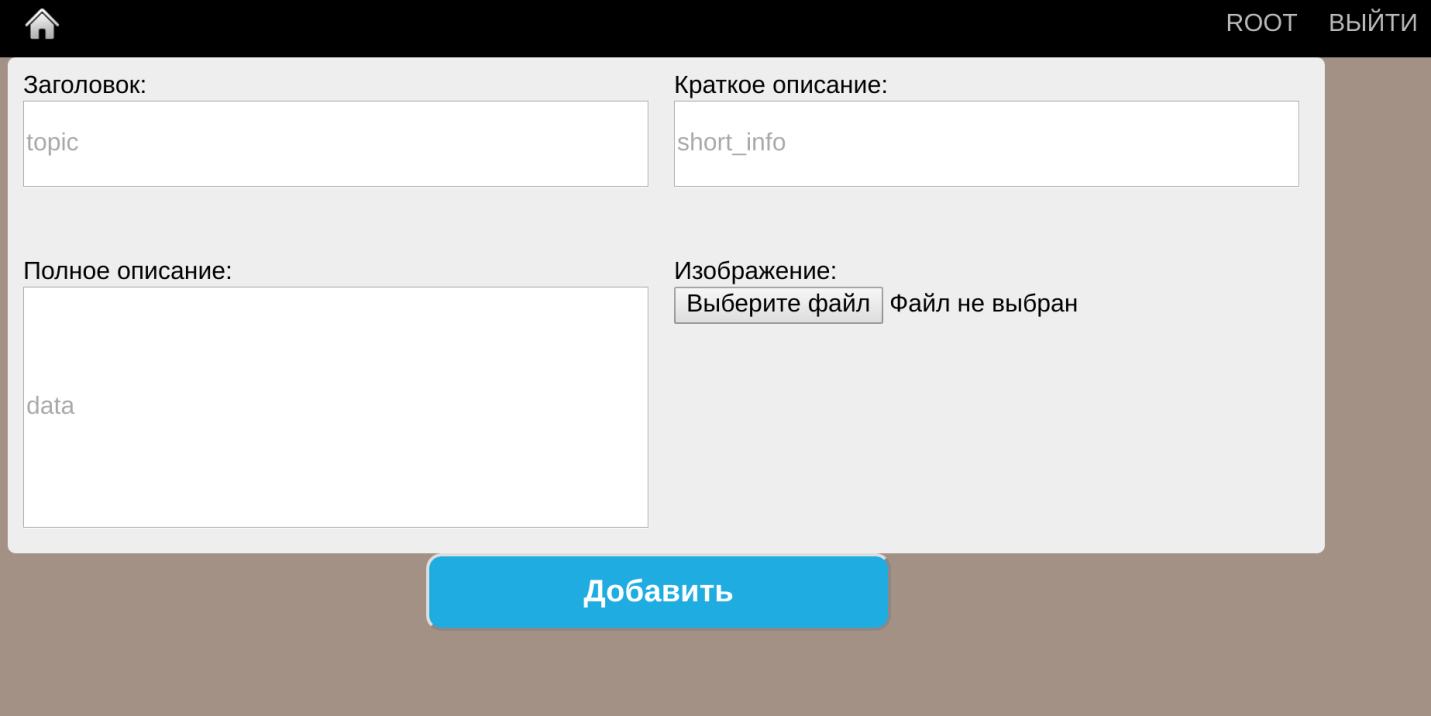 ROOT ВЫЙТИ
Заголовок:
topic
Краткое описание:
short_info
Полное описание:
data
Изображение:
Выберите файл Файл не выбран
Добавить